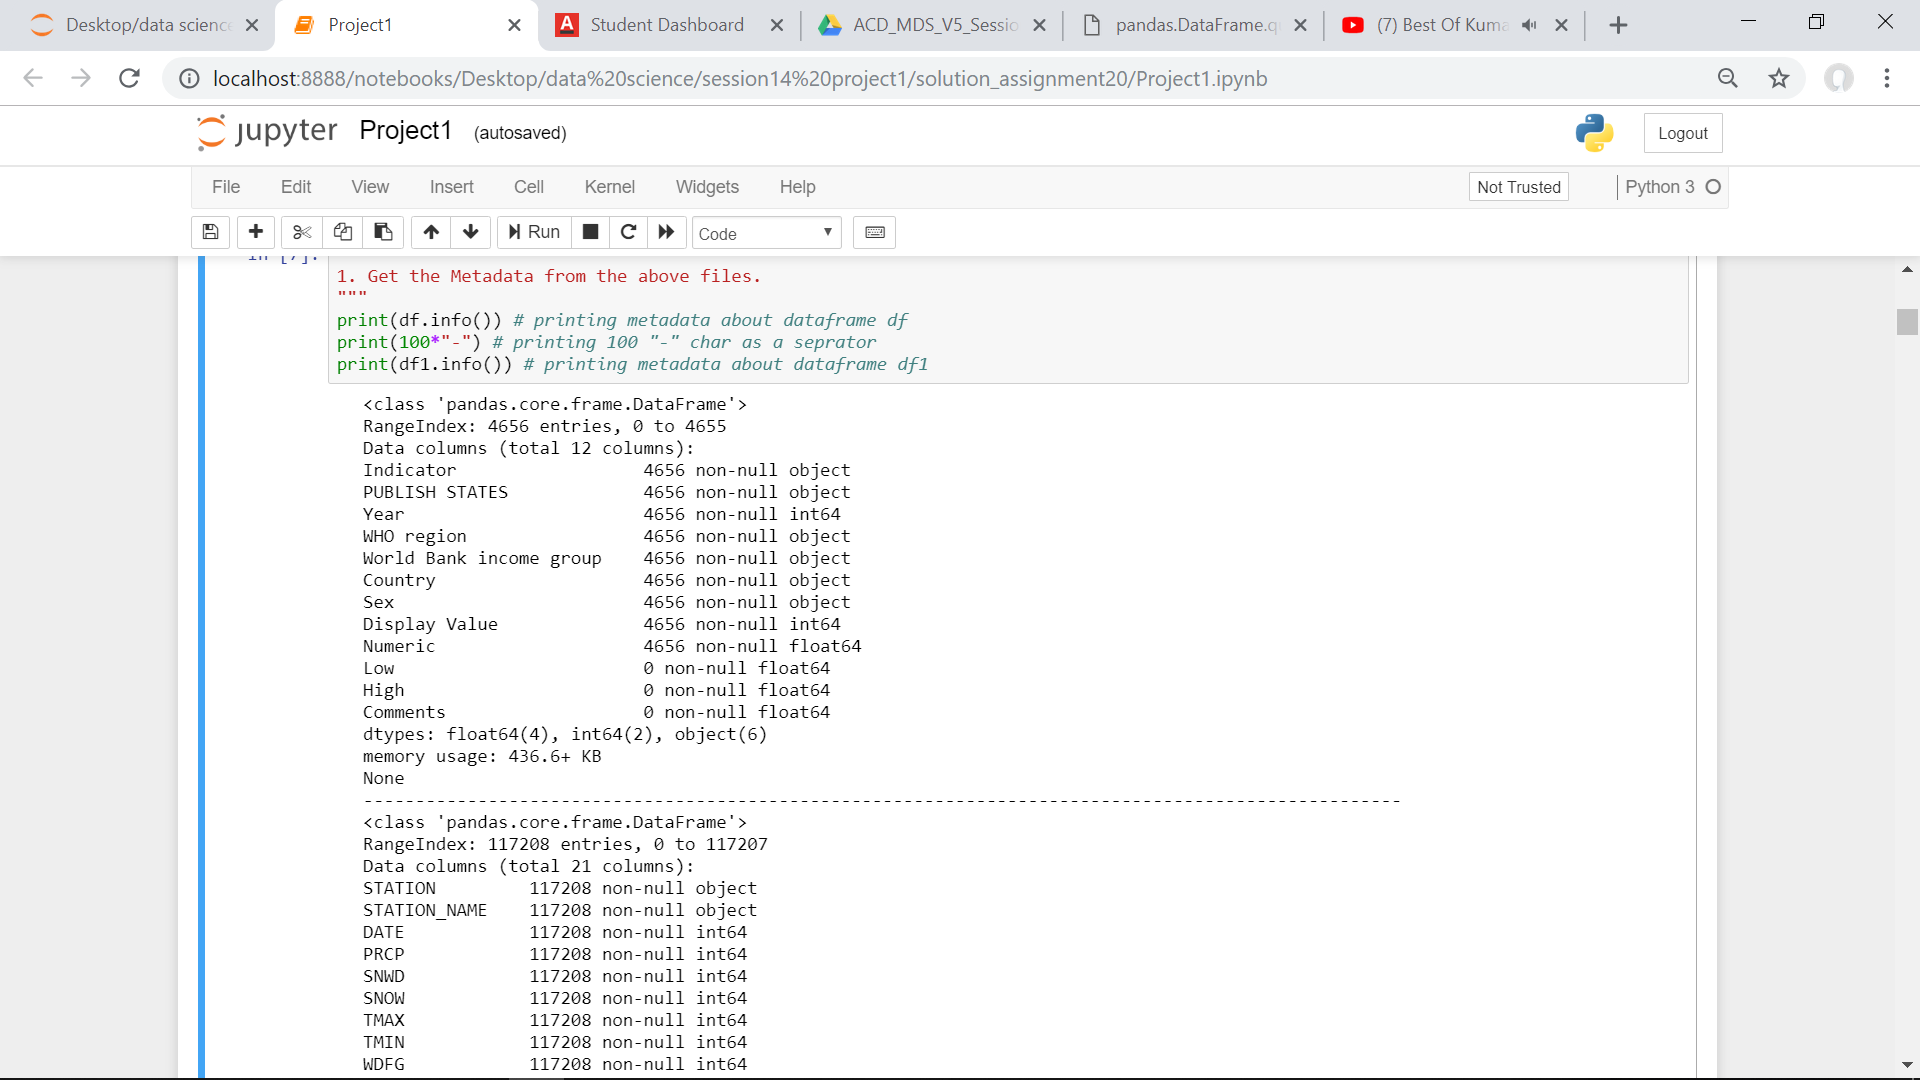 Desktop/data science
Project1
Student Dashboard
ACD_MDS_V5_Sessio
pandas.DataFrame.q
(7) Best Of Kuma
localhost:8888/notebooks/Desktop/data%20science/session14%20project1/solution_assignment20/Project1.ipynb
jupyter Project1 (autosaved)
Logout
File Edit View Insert Cell Kernel Widgets Help
Not Trusted
Python 3
Run
Code
In [7]:
1. Get the Metadata from the above files.
"""
print(df.info()) # printing metadata about dataframe df
print(100*"-") # printing 100 "-" char as a seprator
print(df1.info()) # printing metadata about dataframe df1
<class 'pandas.core.frame.DataFrame'>
RangeIndex: 4656 entries, 0 to 4655
Data columns (total 12 columns):
Indicator 4656 non-null object
PUBLISH STATES 4656 non-null object
Year 4656 non-null int64
WHO region 4656 non-null object
World Bank income group 4656 non-null object
Country 4656 non-null object
Sex 4656 non-null object
Display Value 4656 non-null int64
Numeric 4656 non-null float64
Low 0 non-null float64
High 0 non-null float64
Comments 0 non-null float64
dtypes: float64(4), int64(2), object(6)
memory usage: 436.6+ KB
None
----------------------------------------------------------------------------------------------------
<class 'pandas.core.frame.DataFrame'>
RangeIndex: 117208 entries, 0 to 117207
Data columns (total 21 columns):
STATION 117208 non-null object
STATION_NAME 117208 non-null object
DATE 117208 non-null int64
PRCP 117208 non-null int64
SNWD 117208 non-null int64
SNOW 117208 non-null int64
TMAX 117208 non-null int64
TMIN 117208 non-null int64
WDFG 117208 non-null int64